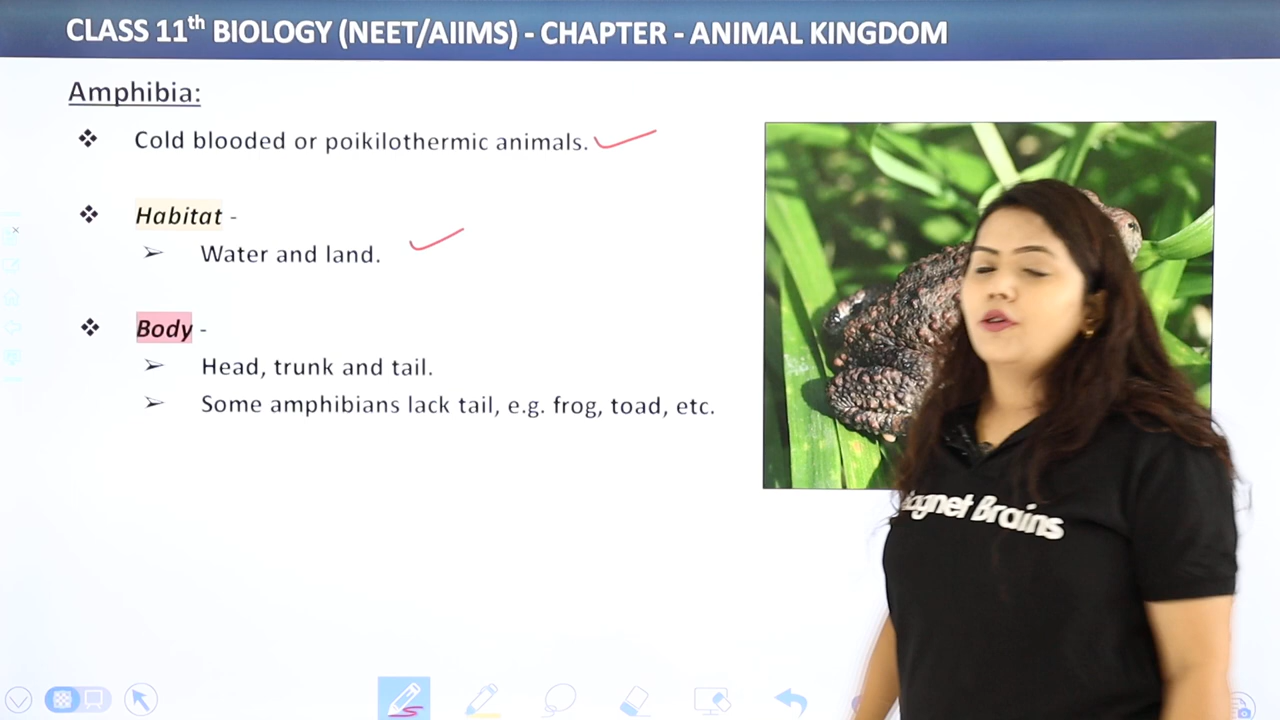 CLASS 11th BIOLOGY (NEET/AIIMS) - CHAPTER - ANIMAL KINGDOM
Amphibia:
❖ Cold blooded or poikilothermic animals.
❖ Habitat -
➢ Water and land.
❖ Body -
➢ Head, trunk and tail.
➢ Some amphibians lack tail, e.g. frog, toad, etc.
Brains